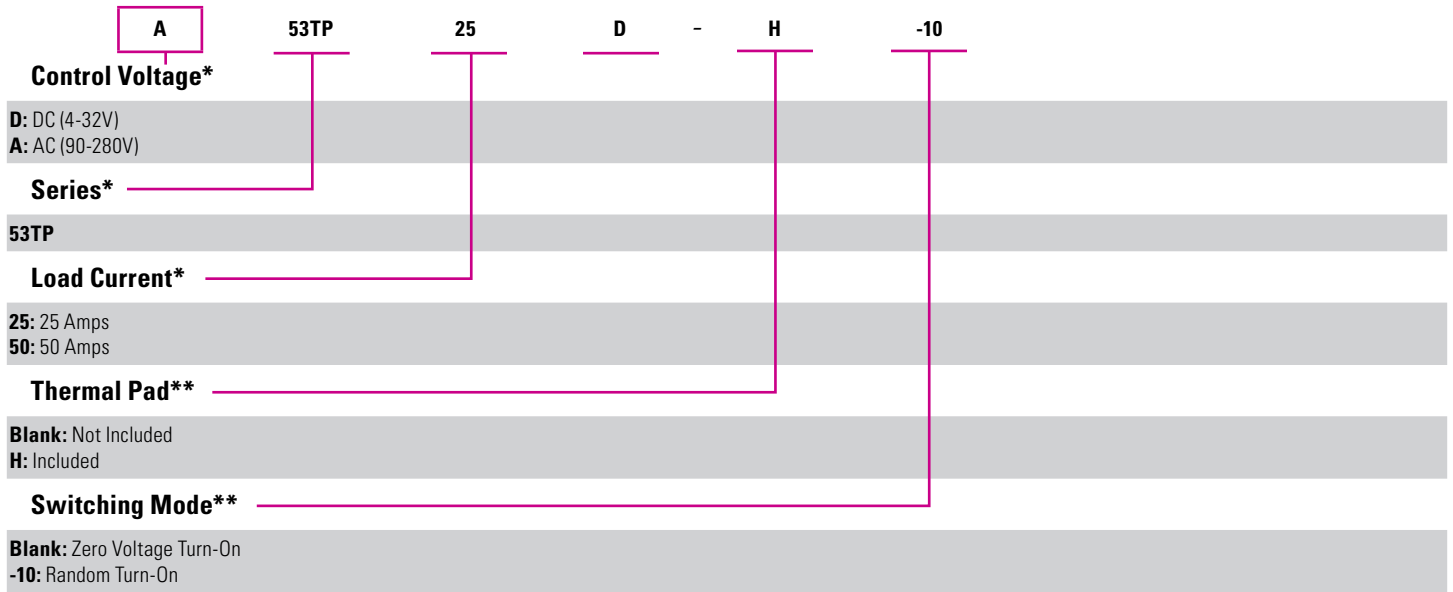 A 53TP 25 D - H -10
Control Voltage*
D: DC (4-32V)
A: AC (90-280V)
Series*
53TP
Load Current*
25: 25 Amps
50: 50 Amps
Thermal Pad**
Blank: Not Included
H: Included
Switching Mode**
Blank: Zero Voltage Turn-On
-10: Random Turn-On